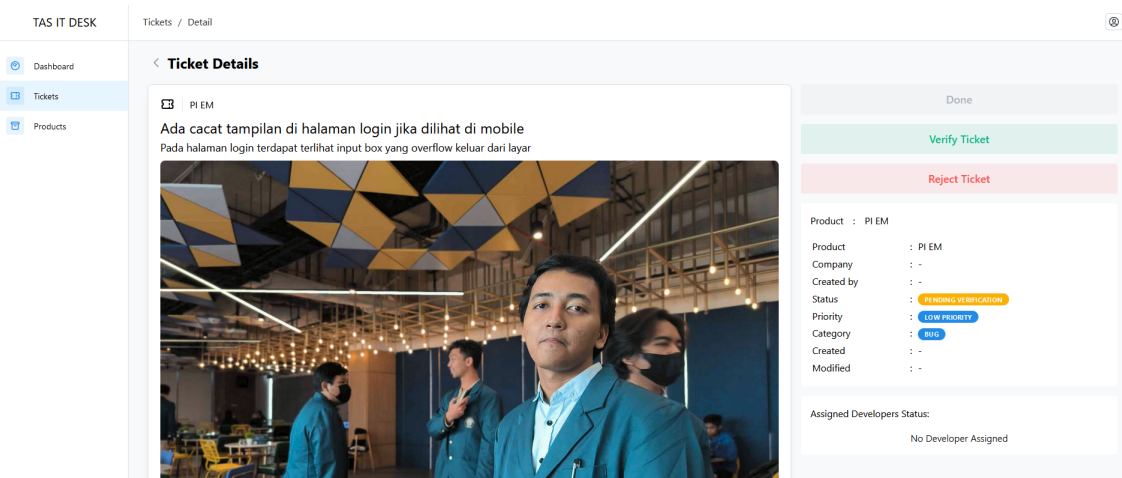 TAS IT DESK
Tickets / Detail
Dashboard
Tickets
Products
Ticket Details
PI EM
Ada cacat tampilan di halaman login jika dilihat di mobile
Pada halaman login terdapat terlihat input box yang overflow keluar dari layar
Done
Verify Ticket
Reject Ticket
Product : PI EM
Product : PI EM
Company : -
Created by : -
Status : PENDING VERIFICATION
Priority : LOW PRIORITY
Category : BUG
Created : -
Modified : -
Assigned Developers Status:
No Developer Assigned